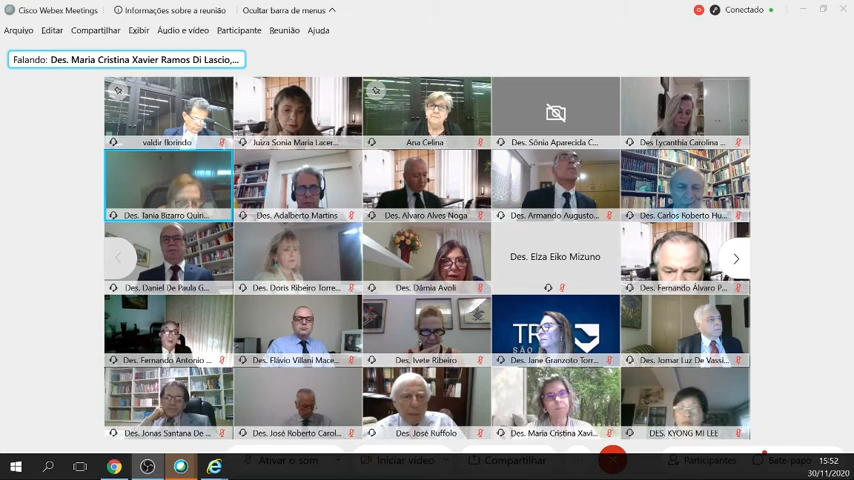 Cisco Webex Meetings
Informações sobre a reunião
Ocultar barra de menus
Conectado
Arquivo Editar Compartilhar Exibir Áudio e vídeo Participante Reunião Ajuda
Falando: Des. Maria Cristina Xavier Ramos Di Lascio,...
valdir florindo
Juíza Sonia Maria Lacer...
Ana Celina
Des. Sônia Aparecida C...
Des Lycanthia Carolina ...
Des. Tania Bizarro Quiri...
Des. Adalberto Martins
Des. Alvaro Alves Noga
Des. Armando Augusto...
Des. Carlos Roberto Hu...
Des. Elza Eiko Mizuno
Des. Daniel De Paula G...
Des. Doris Ribeiro Torre...
Des. Dâmia Avoli
Des. Fernando Álvaro P...
Des. Fernando Antonio ...
Des. Flávio Villani Mace...
Des. Ivete Ribeiro
Des. Jane Granzoto Torr...
Des. Jomar Luz De Vassi...
Des. Jonas Santana De ...
Des. José Roberto Carol...
Des. José Ruffolo
Des. Maria Cristina Xavi...
DES. KYONG MI LEE
Ativar o som
Iniciar vídeo
Compartilhar
Participantes
Bate-papo
15:52
30/11/2020